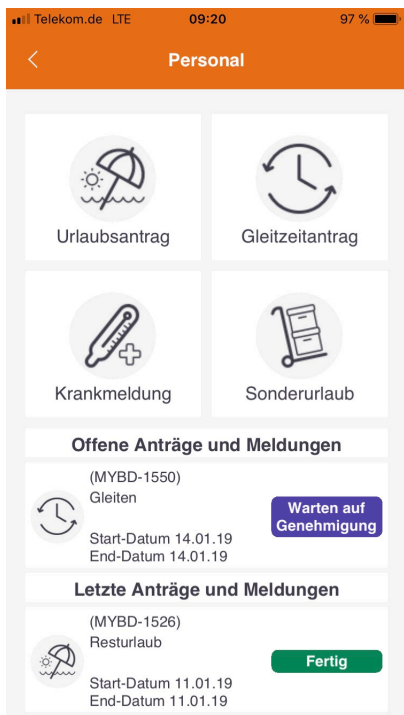 Telekom.de LTE 09:20 97 %
Personal
Urlaubsantrag Gleitzeitantrag
Krankmeldung Sonderurlaub
Offene Anträge und Meldungen
(MYBD-1550)
Gleiten
Warten auf
Genehmigung
Start-Datum 14.01.19
End-Datum 14.01.19
Letzte Anträge und Meldungen
(MYBD-1526)
Resturlaub
Fertig
Start-Datum 11.01.19
End-Datum 11.01.19